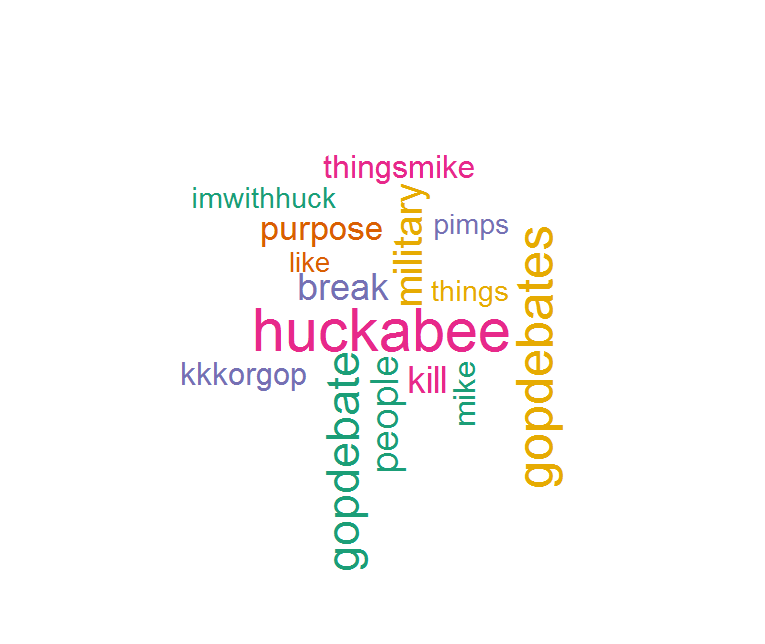 thingsmike
imwithhuck
military
purpose
pimps
like
break
things
gopdebates
huckabee
kkkorgop
gopdebate
people
kill
mike